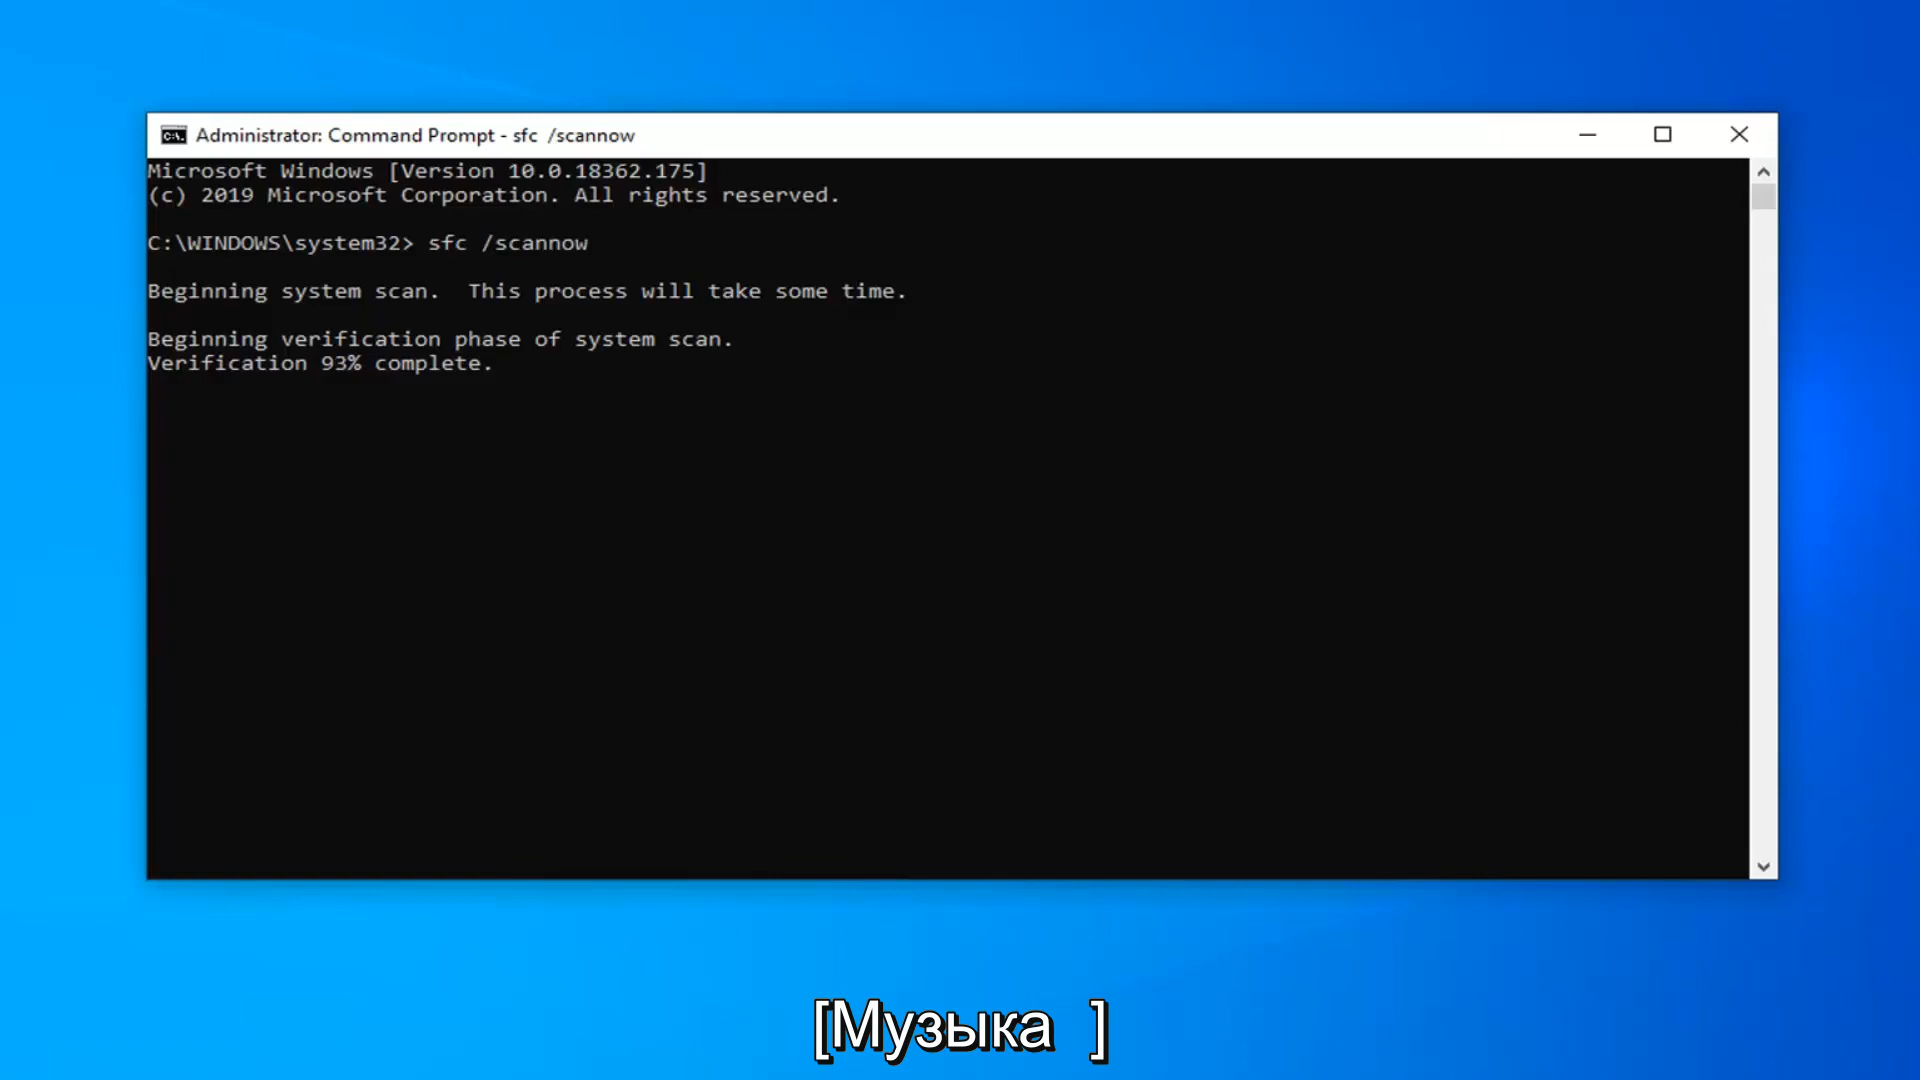 Administrator: Command Prompt - sfc  /scannow
Microsoft Windows [Version 10.0.18362.175]
(c) 2019 Microsoft Corporation. All rights reserved.
C:\WINDOWS\system32> sfc /scannow
Beginning system scan.  This process will take some time.
Beginning verification phase of system scan.
Verification 93% complete.
[Музыка  ]